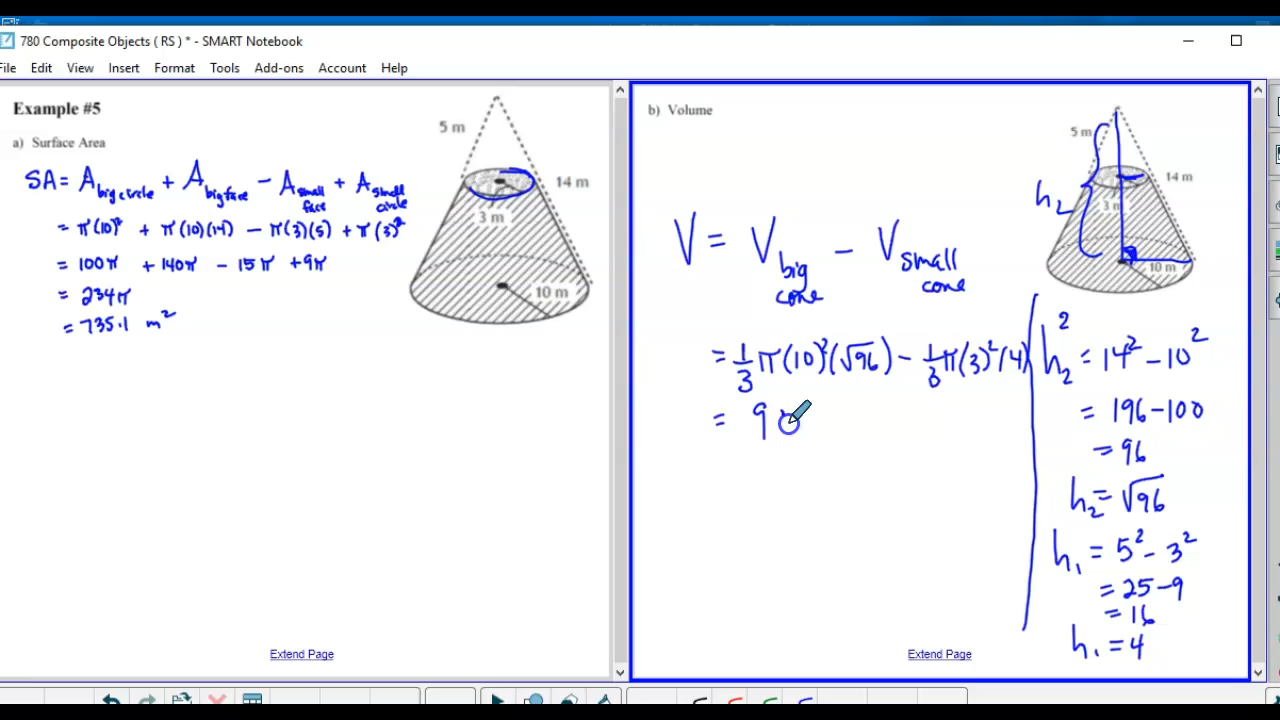 780 Composite Objects ( RS ) * - SMART Notebook
File Edit View Insert Format Tools Add-ons Account Help
Example #5
a) Surface Area
5 m
14 m
3 m
10 m
SA = A big circle + A big face - A small face + A small circle
= π(10)² + π(10)(14) - π(3)(5) + π(3)²
= 100π + 140π - 15π + 9π
= 234π
= 735.1 m²
Extend Page
b) Volume
5 m
14 m
3 m
10 m
h₂
V = V big cone - V small cone
= 1/3 π(10)²(√96) - 1/3 π(3)²(4)
= 9
h₂² = 14² - 10²
= 196 - 100
= 96
h₂ = √96
h₁ = 5² - 3²
= 25 - 9
= 16
h₁ = 4
Extend Page